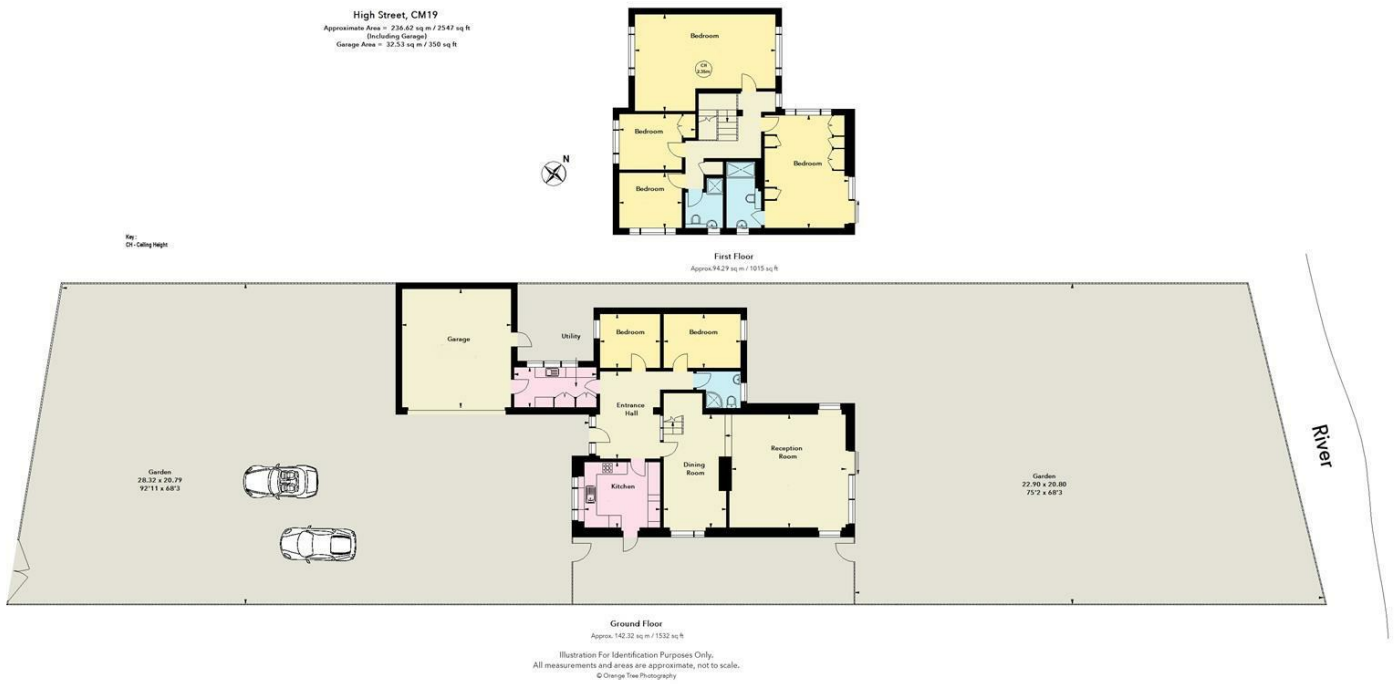 High Street, CM19
Approximate Area = 236.62 sq m / 2547 sq ft
(Including Garage)
Garage Area = 32.53 sq m / 350 sq ft
Bedroom
CH
Bedroom
Bedroom
Bedroom
N
Key :
CH - Ceiling Height
First Floor
Approx.94.29 sq m / 1015 sq ft
Garage
Utility
Bedroom
Bedroom
Entrance
Hall
Reception
Room
Dining
Room
Kitchen
Garden
28.32 x 20.79
92'11 x 68'3
Garden
22.90 x 20.80
75'2 x 68'3
River
Ground Floor
Approx. 142.32 sq m / 1532 sq ft
Illustration For Identification Purposes Only.
All measurements and areas are approximate, not to scale.
© Orange Tree Photography